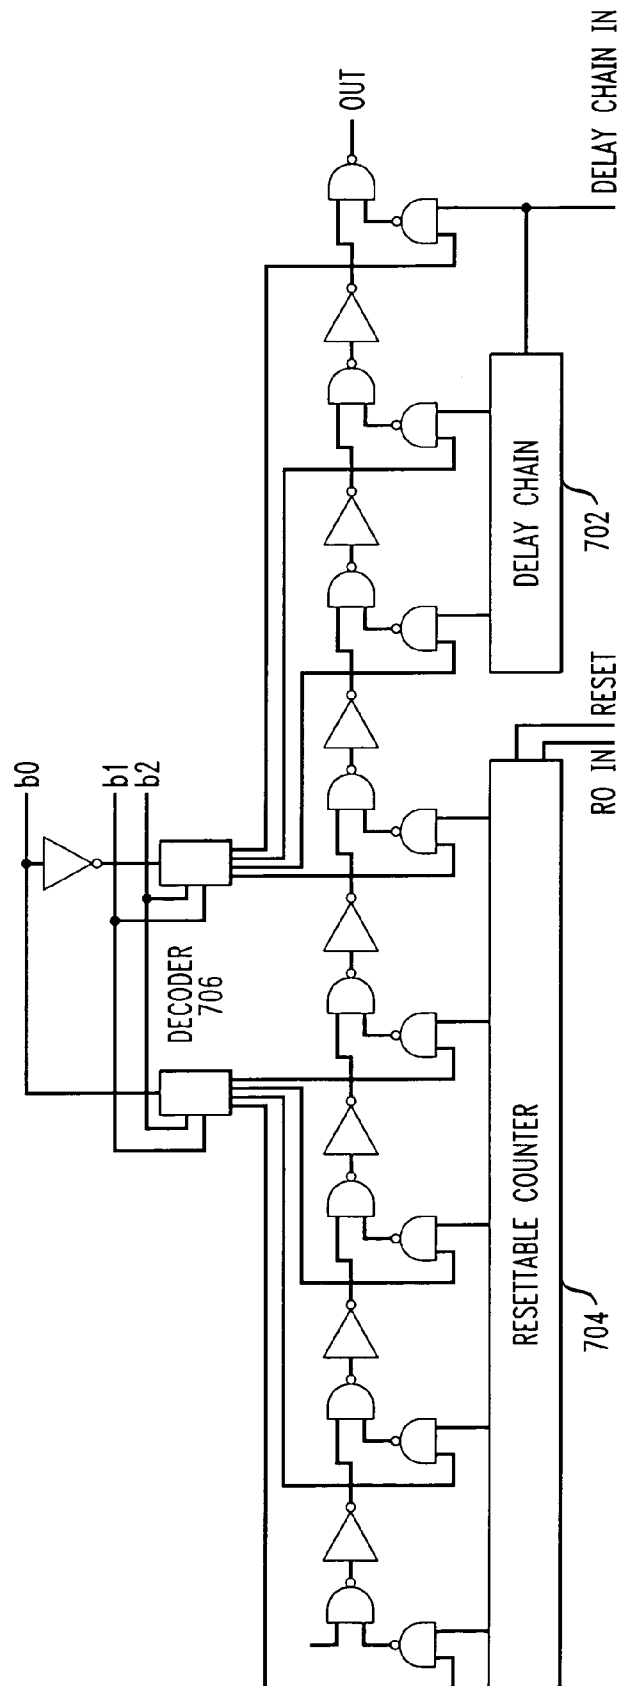 OUT
DELAY CHAIN IN
DELAY CHAIN
702
b0
b1
b2
DECODER
706
RESET
RO IN
RESETTABLE COUNTER
704